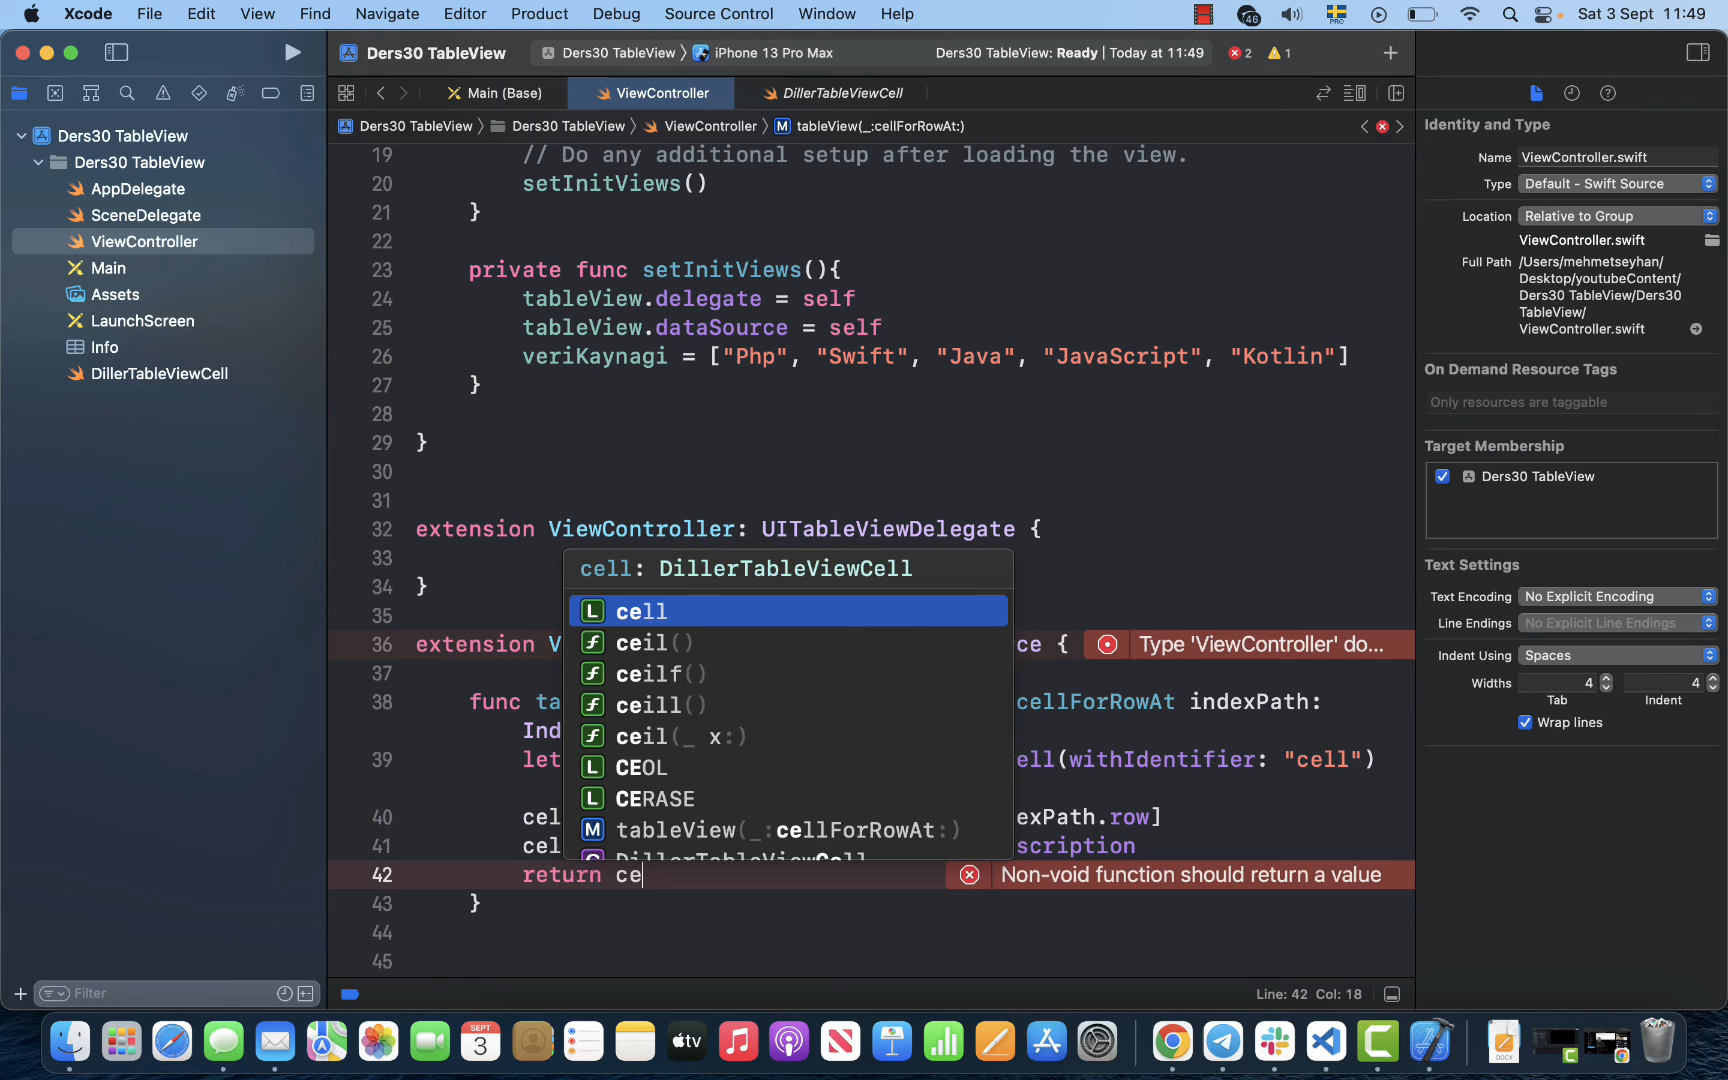 Xcode File Edit View Find Navigate Editor Product Debug Source Control Window Help
46 PRO Sat 3 Sept 11:49
Ders30 TableView
Ders30 TableView 〉 iPhone 13 Pro Max
Ders30 TableView: Ready | Today at 11:49
2 1
Main (Base)
ViewController
DillerTableViewCell
Ders30 TableView 〉 Ders30 TableView 〉 ViewController 〉 M tableView(_:cellForRowAt:)
Ders30 TableView
Ders30 TableView
AppDelegate
SceneDelegate
ViewController
Main
Assets
LaunchScreen
Info
DillerTableViewCell
Filter
19 // Do any additional setup after loading the view.
20 setInitViews()
21 }
22
23 private func setInitViews(){
24 tableView.delegate = self
25 tableView.dataSource = self
26 veriKaynagi = ["Php", "Swift", "Java", "JavaScript", "Kotlin"]
27 }
28
29 }
30
31
32 extension ViewController: UITableViewDelegate {
33
34 }
35
36 extension V ce { Type 'ViewController' do...
37
38 func ta cellForRowAt indexPath:
Ind
39 let ell(withIdentifier: "cell")
40 cel exPath.row]
41 cel scription
42 return ce Non-void function should return a value
43 }
44
45
cell: DillerTableViewCell
L cell
f ceil()
f ceilf()
f ceill()
f ceil(_ x:)
L CEOL
L CERASE
M tableView(_:cellForRowAt:)
C DillerTableViewCell
Line: 42 Col: 18
Identity and Type
Name ViewController.swift
Type Default - Swift Source
Location Relative to Group
ViewController.swift
Full Path /Users/mehmetseyhan/
Desktop/youtubeContent/
Ders30 TableView/Ders30
TableView/
ViewController.swift
On Demand Resource Tags
Only resources are taggable
Target Membership
Ders30 TableView
Text Settings
Text Encoding No Explicit Encoding
Line Endings No Explicit Line Endings
Indent Using Spaces
Widths 4 4
Tab Indent
Wrap lines
SEPT
3
tv
DOCX